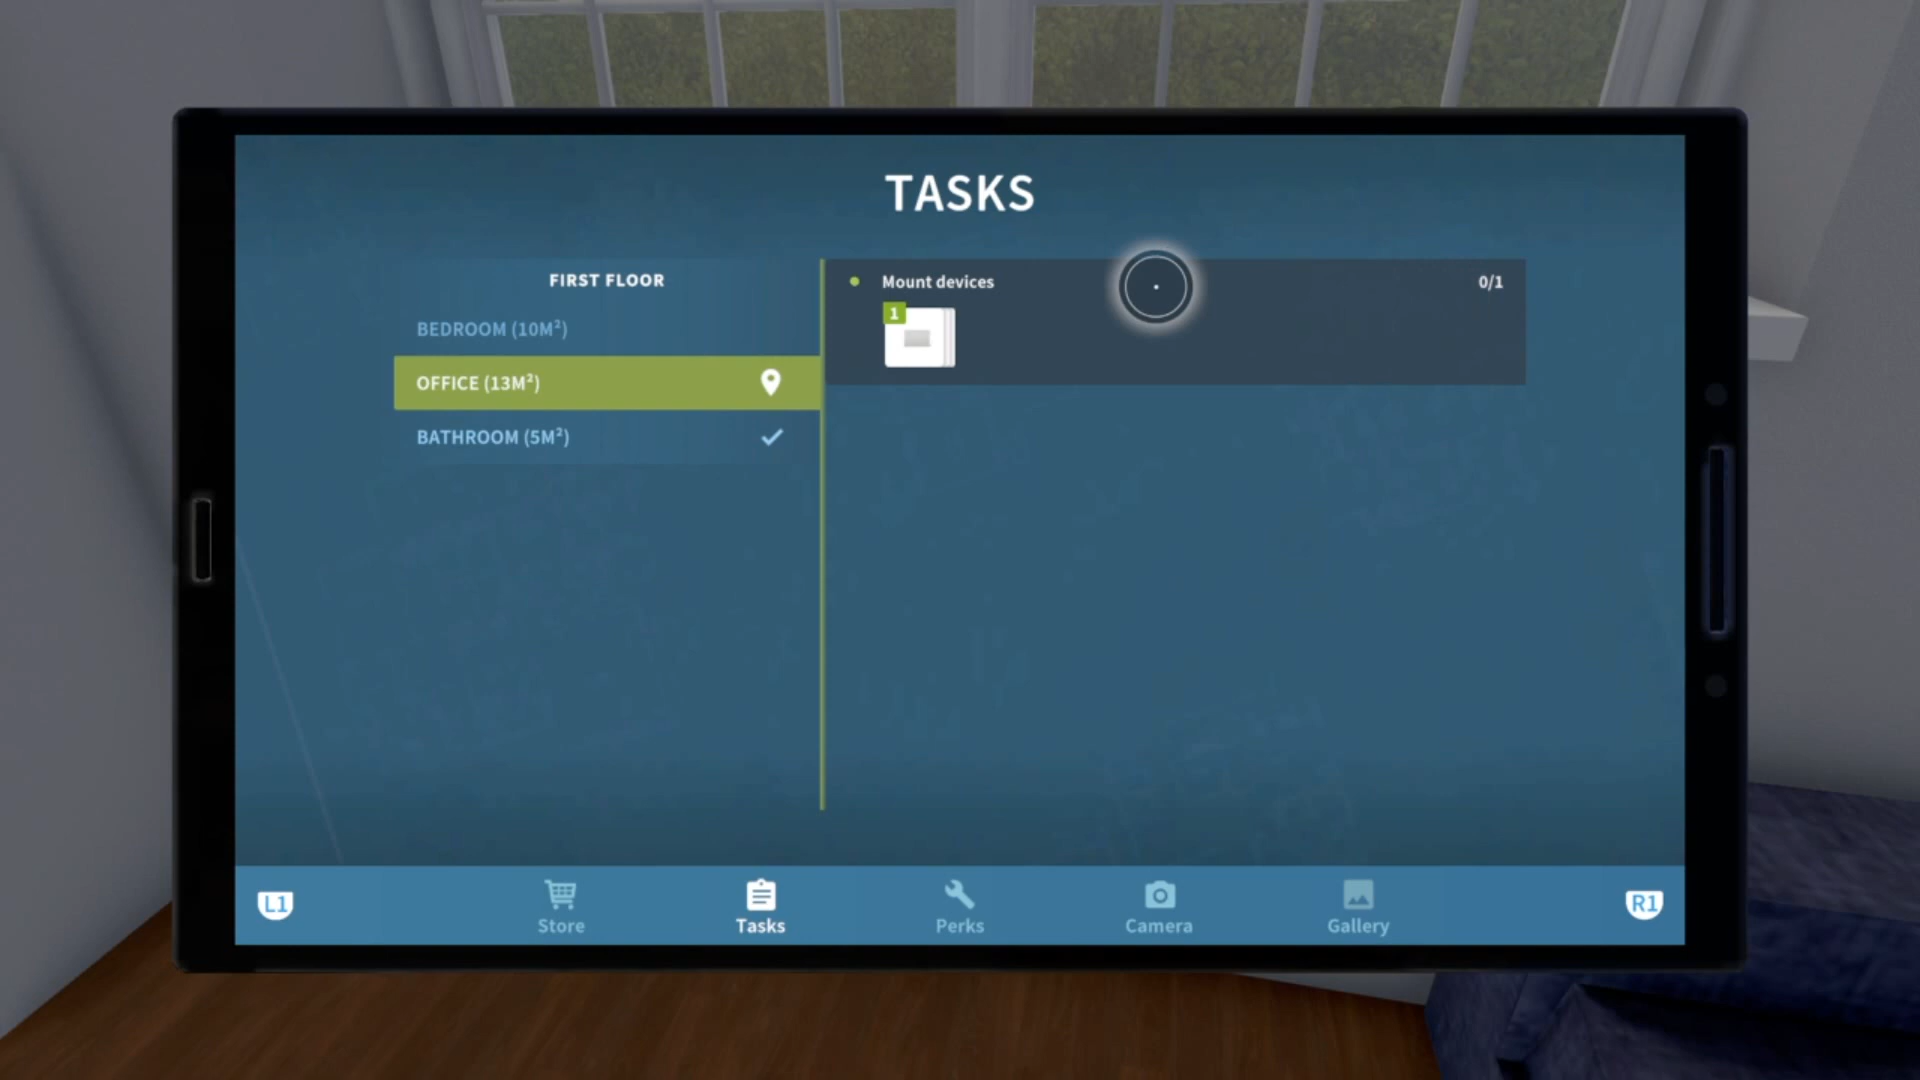 TASKS
FIRST FLOOR
BEDROOM (10M²)
OFFICE (13M²)
BATHROOM (5M²)
Mount devices 0/1
1
L1
Store
Tasks
Perks
Camera
Gallery
R1